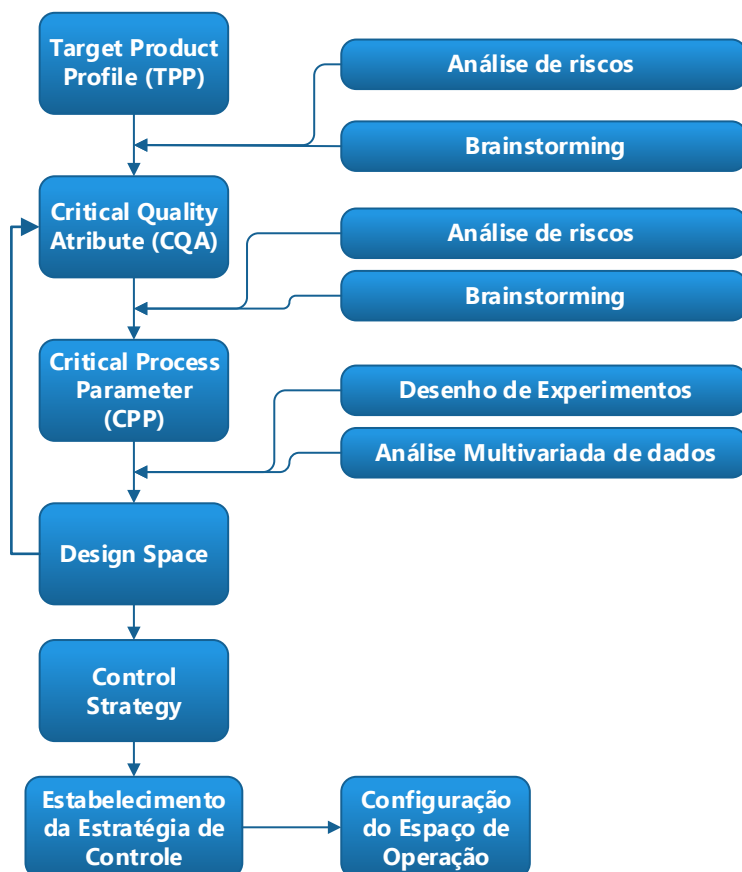 Target Product
Profile (TPP)
Análise de riscos
Brainstorming
Critical Quality
Atribute (CQA)
Análise de riscos
Brainstorming
Critical Process
Parameter
(CPP)
Desenho de Experimentos
Análise Multivariada de dados
Design Space
Control
Strategy
Estabelecimento
da Estratégia de
Controle
Configuração
do Espaço de
Operação